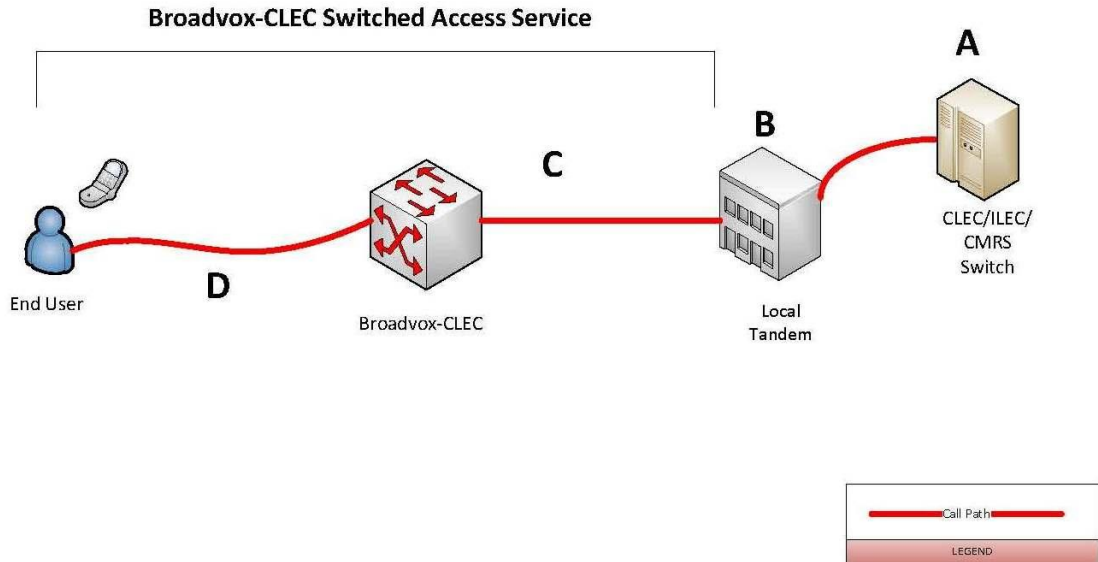 Broadvox-CLEC Switched Access Service
A
B
C
CLEC/ILEC/
CMRS
Switch
D
End User
Broadvox-CLEC
Local
Tandem
Call Path
LEGEND